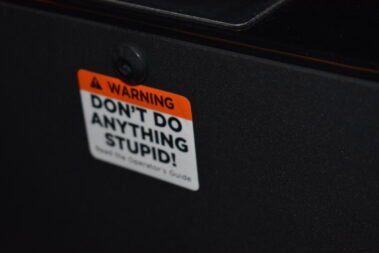 WARNING
DON'T DO
ANYTHING
STUPID!
Read the Operator's Guide